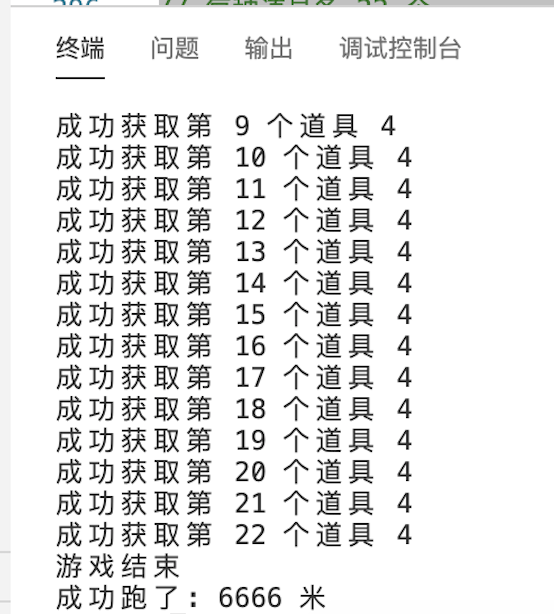 终端 问题 输出 调试控制台
成功获取第 9 个道具 4
成功获取第 10 个道具 4
成功获取第 11 个道具 4
成功获取第 12 个道具 4
成功获取第 13 个道具 4
成功获取第 14 个道具 4
成功获取第 15 个道具 4
成功获取第 16 个道具 4
成功获取第 17 个道具 4
成功获取第 18 个道具 4
成功获取第 19 个道具 4
成功获取第 20 个道具 4
成功获取第 21 个道具 4
成功获取第 22 个道具 4
游戏结束
成功跑了: 6666 米